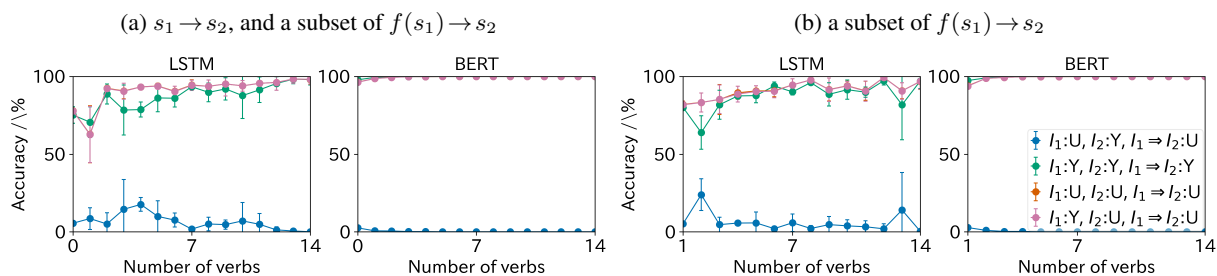 (a) s₁→s₂, and a subset of f(s₁)→s₂
LSTM
BERT
Accuracy /\%
100
50
0
0
7
14
Number of verbs
100
50
0
0
7
14
Number of verbs
(b) a subset of f(s₁)→s₂
LSTM
BERT
Accuracy /\%
100
50
0
1
7
14
Number of verbs
100
50
0
1
7
14
Number of verbs
I₁:U, I₂:Y, I₁⇒I₂:U
I₁:Y, I₂:Y, I₁⇒I₂:Y
I₁:U, I₂:U, I₁⇒I₂:U
I₁:Y, I₂:U, I₁⇒I₂:U